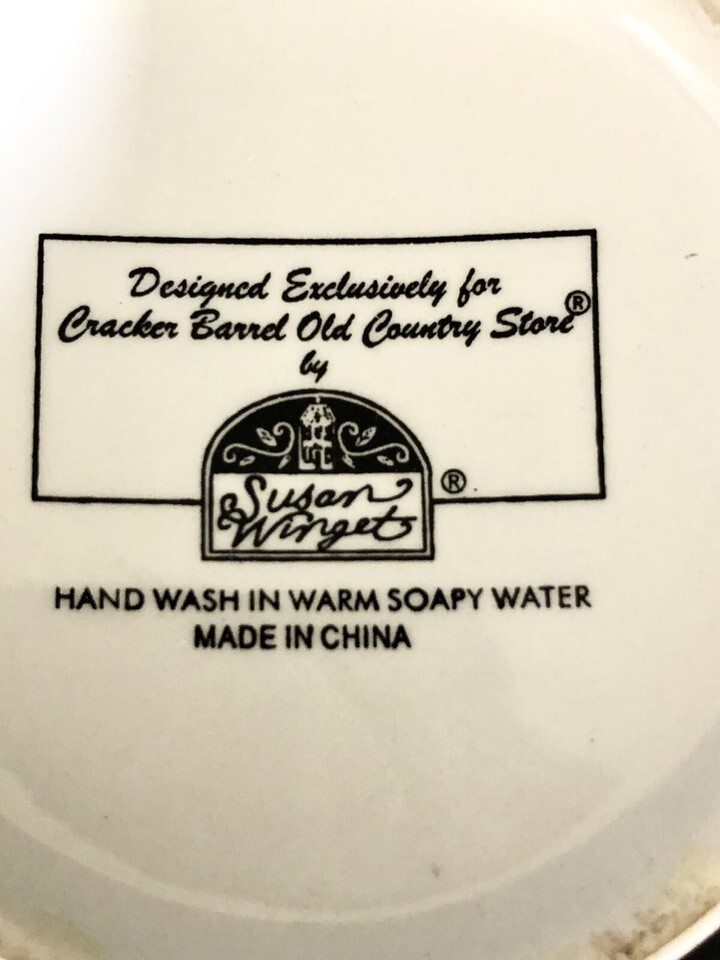 Designed Exclusively for
Cracker Barrel Old Country Store®
by
Susan
Winget ®
HAND WASH IN WARM SOAPY WATER
MADE IN CHINA